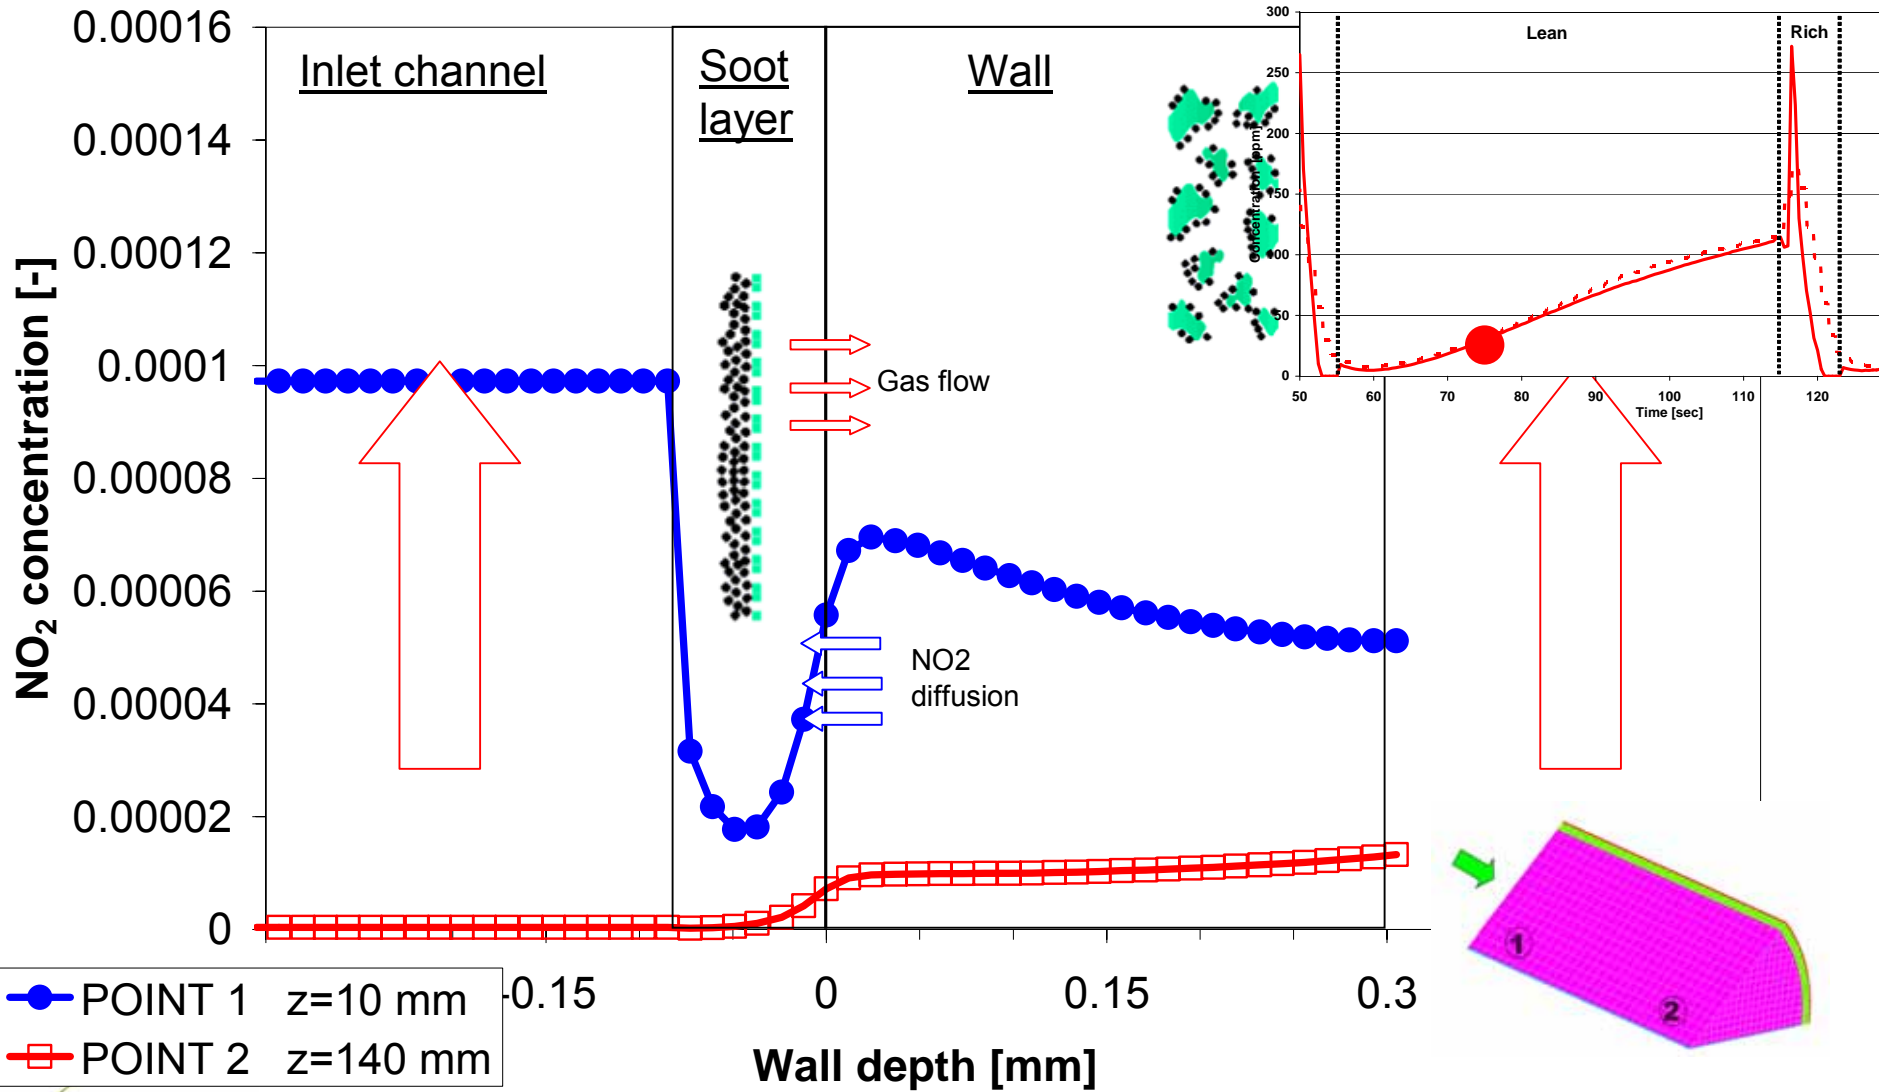 0.00016
0.00014
0.00012
0.0001
0.00008
0.00006
0.00004
0.00002
0
NO2 concentration [-]
Inlet channel
Soot
layer
Wall
Gas flow
NO2
diffusion
-0.15
0
0.15
0.3
Wall depth [mm]
POINT 1 z=10 mm
POINT 2 z=140 mm
300
250
200
150
100
50
0
Concentration [ppm]
Lean
Rich
50
60
70
80
90
100
110
120
Time [sec]
1
2